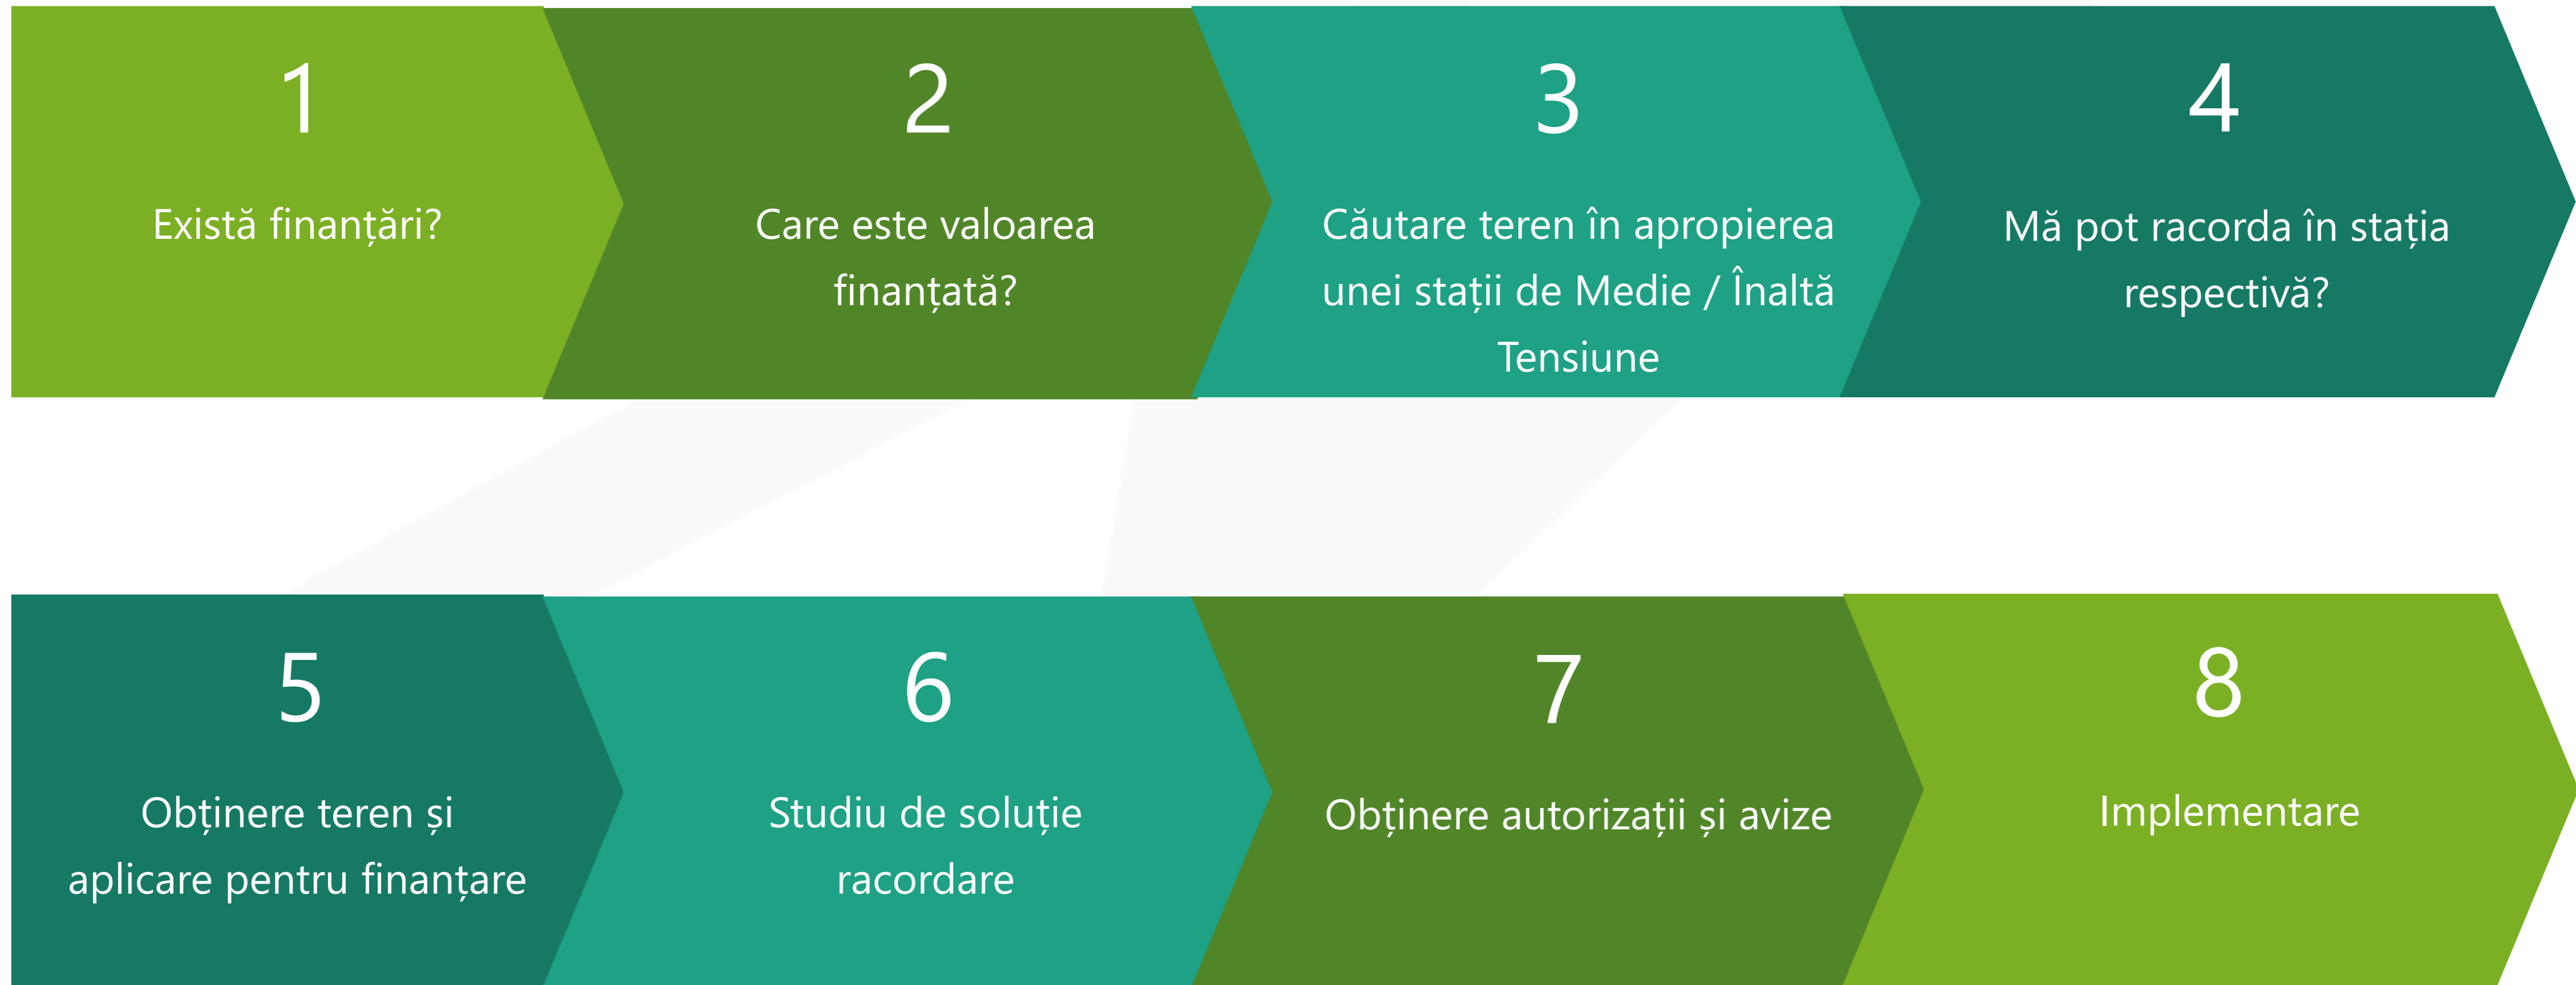 1
Există finanțări?
2
Care este valoarea
finanțată?
3
Căutare teren în apropierea
unei stații de Medie / Înaltă
Tensiune
4
Mă pot racorda în stația
respectivă?
5
Obținere teren și
aplicare pentru finanțare
6
Studiu de soluție
racordare
7
Obținere autorizații și avize
8
Implementare